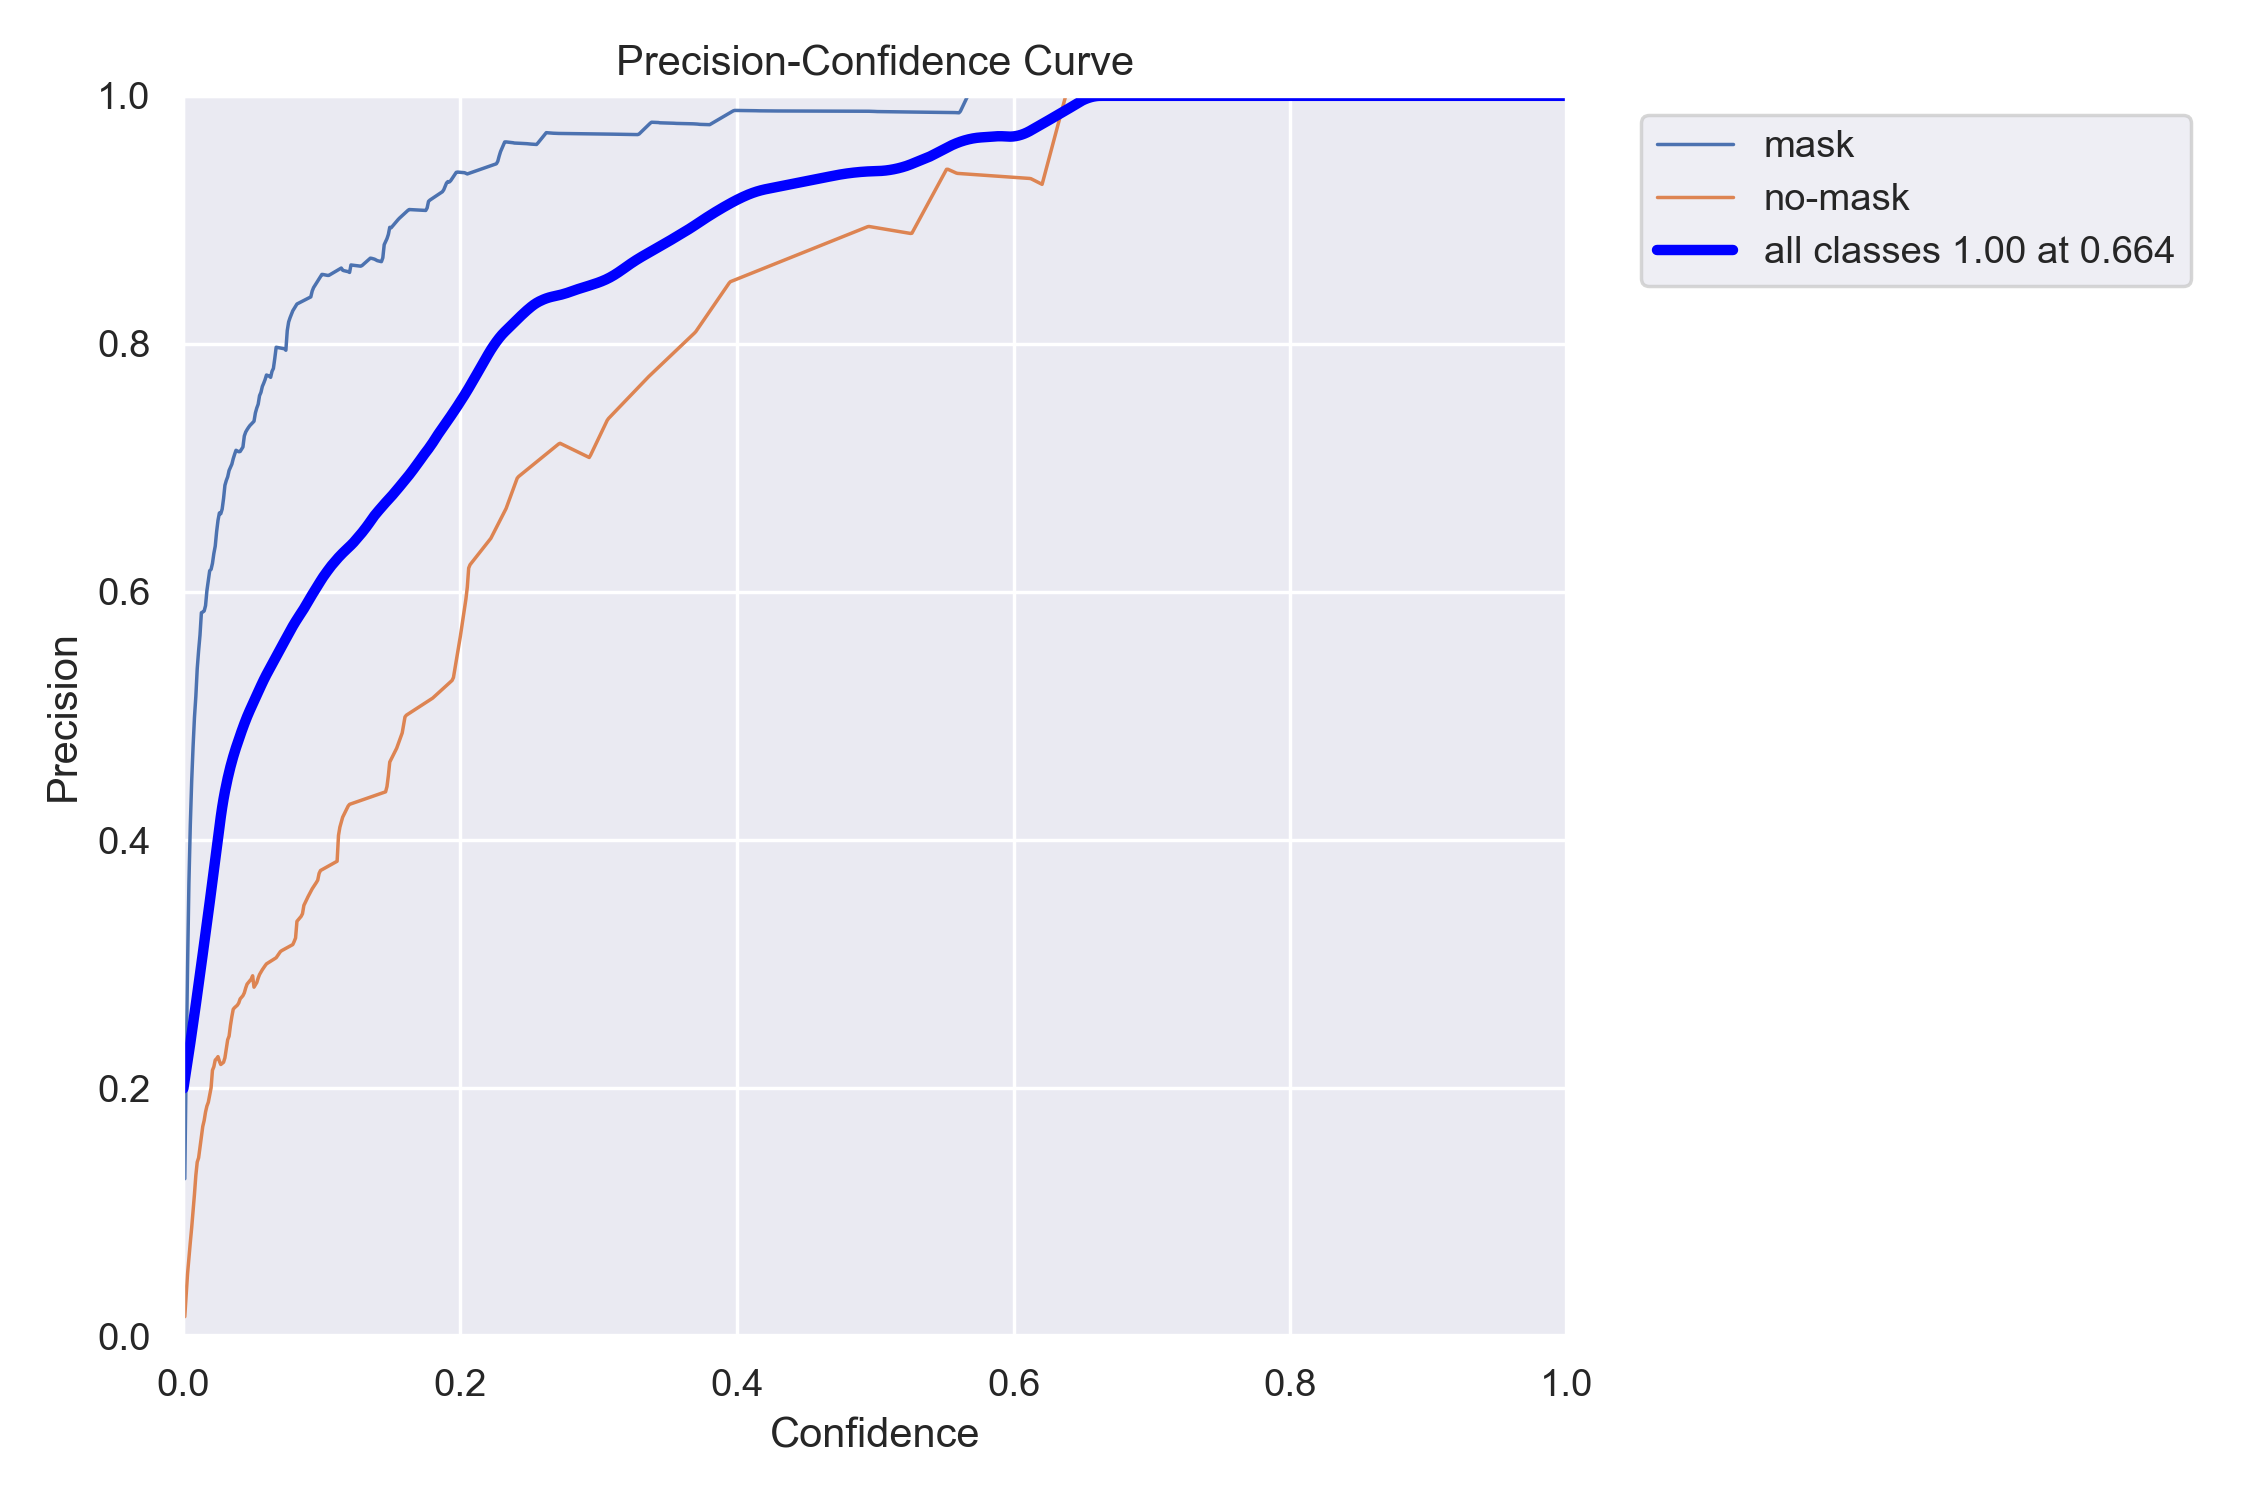 Precision-Confidence Curve
1.0
0.8
0.6
0.4
0.2
0.0
Precision
0.0 0.2 0.4 0.6 0.8 1.0
Confidence
mask
no-mask
all classes 1.00 at 0.664